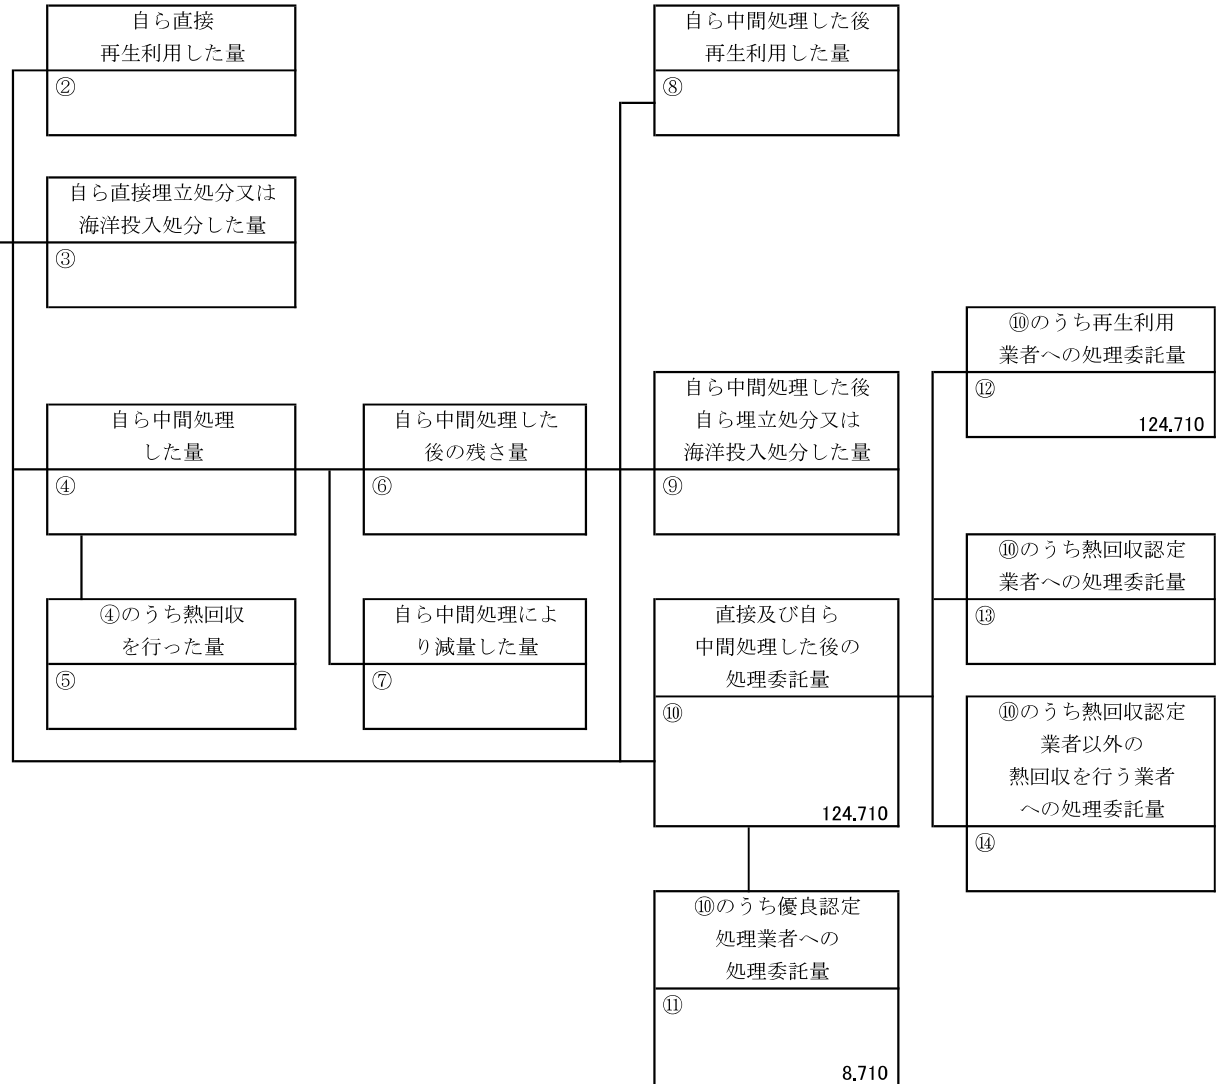 自ら直接
再生利用した量
②
自ら直接埋立処分又は
海洋投入処分した量
③
自ら中間処理
した量
④
④のうち熱回収
を行った量
⑤
自ら中間処理した
後の残さ量
⑥
自ら中間処理によ
り減量した量
⑦
自ら中間処理した後
再生利用した量
⑧
自ら中間処理した後
自ら埋立処分又は
海洋投入処分した量
⑨
直接及び自ら
中間処理した後の
処理委託量
⑩
124.710
⑩のうち優良認定
処理業者への
処理委託量
⑪
8.710
⑩のうち再生利用
業者への処理委託量
⑫
124.710
⑩のうち熱回収認定
業者への処理委託量
⑬
⑩のうち熱回収認定
業者以外の
熱回収を行う業者
への処理委託量
⑭